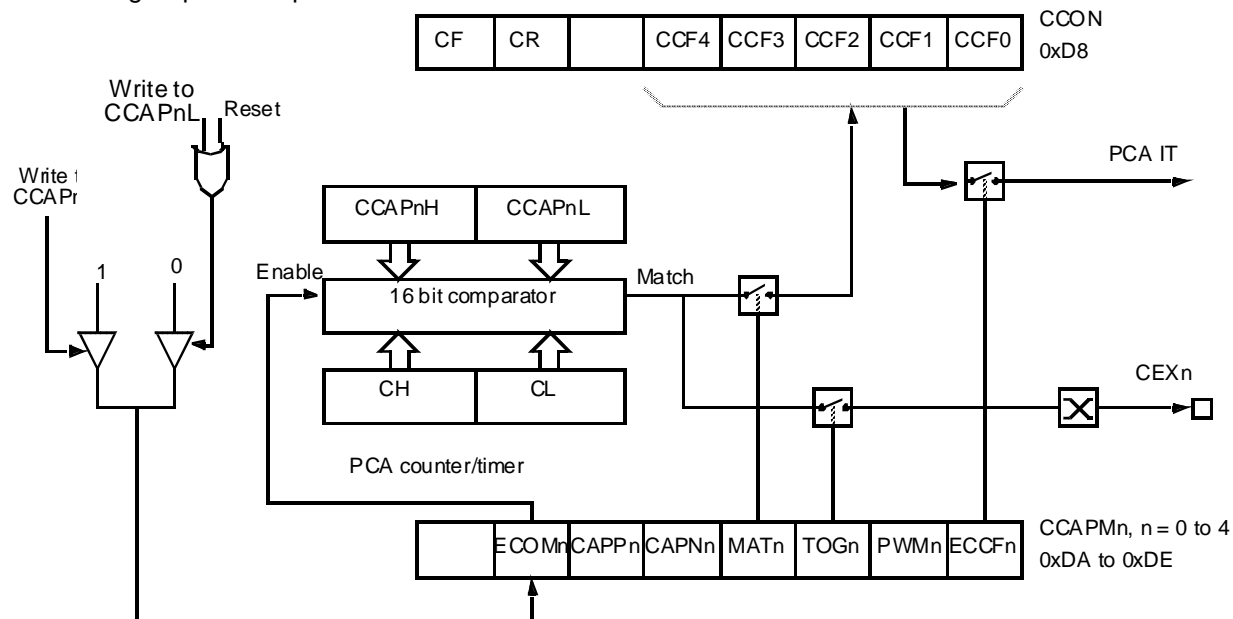 CF CR CCF4 CCF3 CCF2 CCF1 CCF0
CCON
0xD8
Write to
CCAPnL
Reset
Write
PCA IT
CCAPnH CCAPnL
1 0
Enable
16 bit comparator
Match
CH CL
CEXn
PCA counter/timer
ECOMn CAPPn CAPNn MATn TOGn PWMn ECCFn
CCAPMn, n = 0 to 4
0xDA to 0xDE